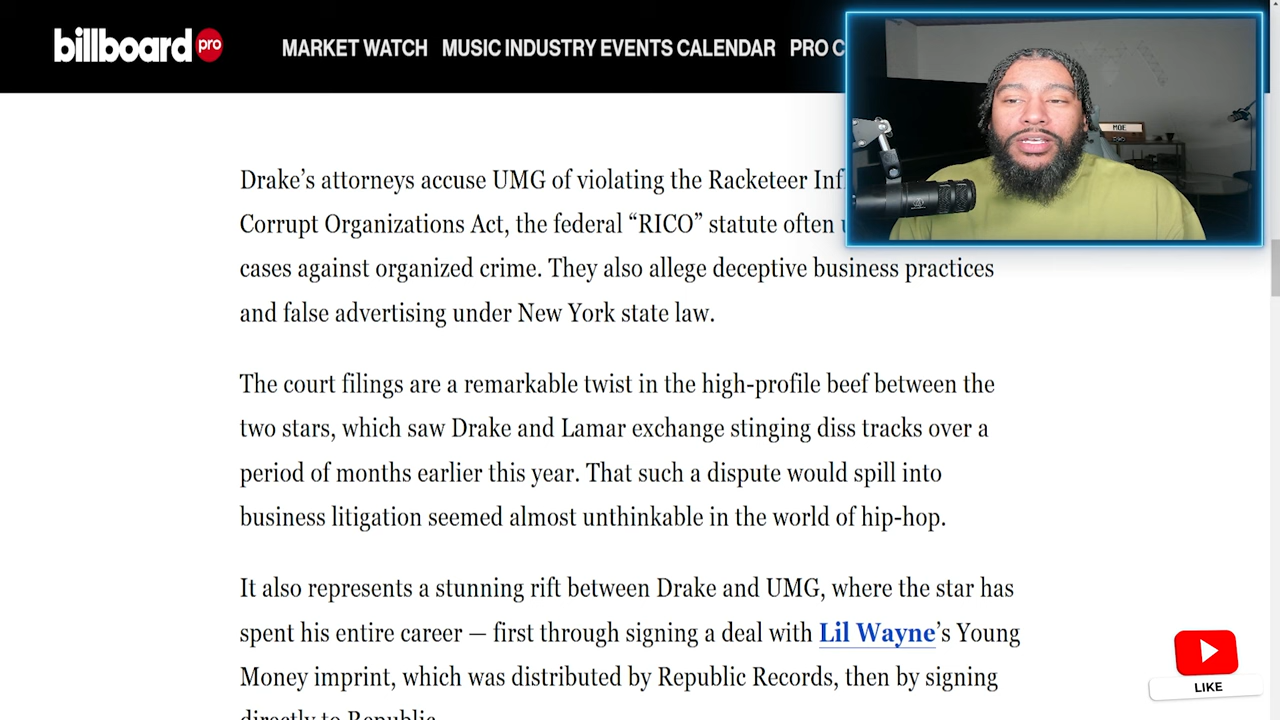 billboard pro
MARKET WATCH MUSIC INDUSTRY EVENTS CALENDAR PRO
MOE
Drake’s attorneys accuse UMG of violating the Racketeer
Corrupt Organizations Act, the federal “RICO” statute often
cases against organized crime. They also allege deceptive business practices
and false advertising under New York state law.
The court filings are a remarkable twist in the high-profile beef between the
two stars, which saw Drake and Lamar exchange stinging diss tracks over a
period of months earlier this year. That such a dispute would spill into
business litigation seemed almost unthinkable in the world of hip-hop.
It also represents a stunning rift between Drake and UMG, where the star has
spent his entire career — first through signing a deal with Lil Wayne’s Young
Money imprint, which was distributed by Republic Records, then by signing
directly to Republic.
LIKE